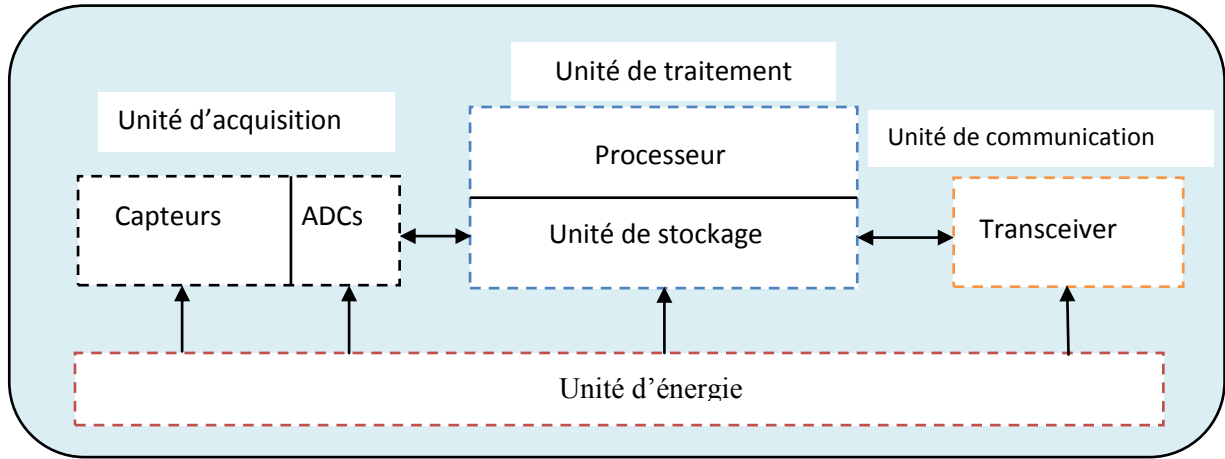 Unité de traitement
Unité d’acquisition
Unité de communication
Processeur
Capteurs
ADCs
Unité de stockage
Transceiver
Unité d’énergie